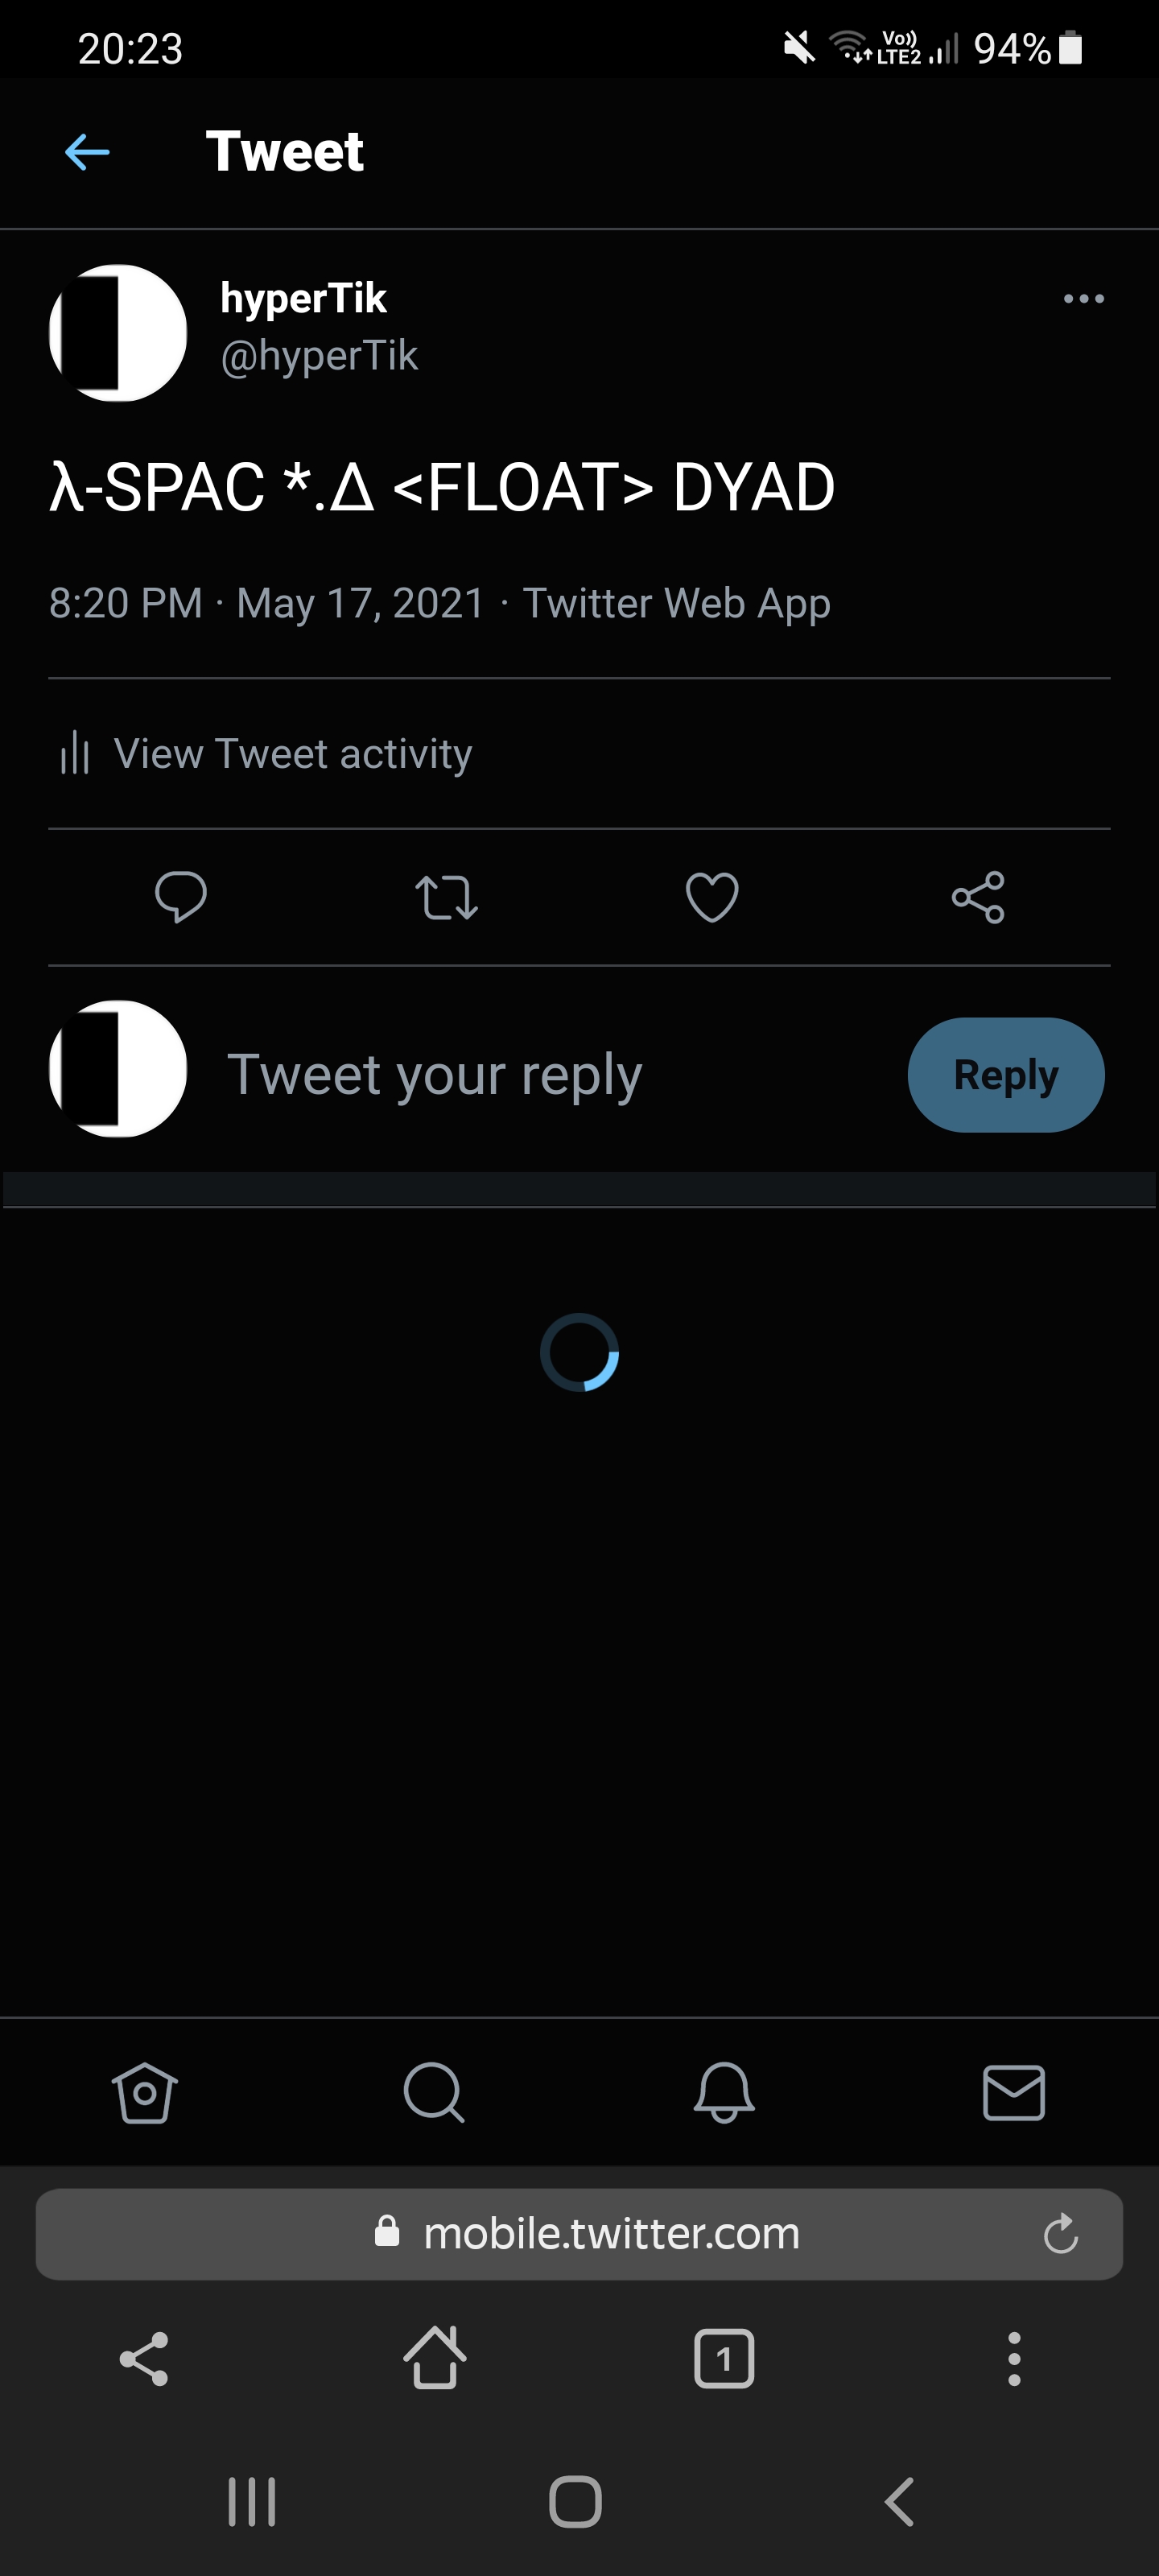 20:23 Vo)) LTE2 94%
Tweet
hyperTik
@hyperTik
λ-SPAC *.Δ <FLOAT> DYAD
8:20 PM · May 17, 2021 · Twitter Web App
View Tweet activity
Tweet your reply Reply
mobile.twitter.com
1